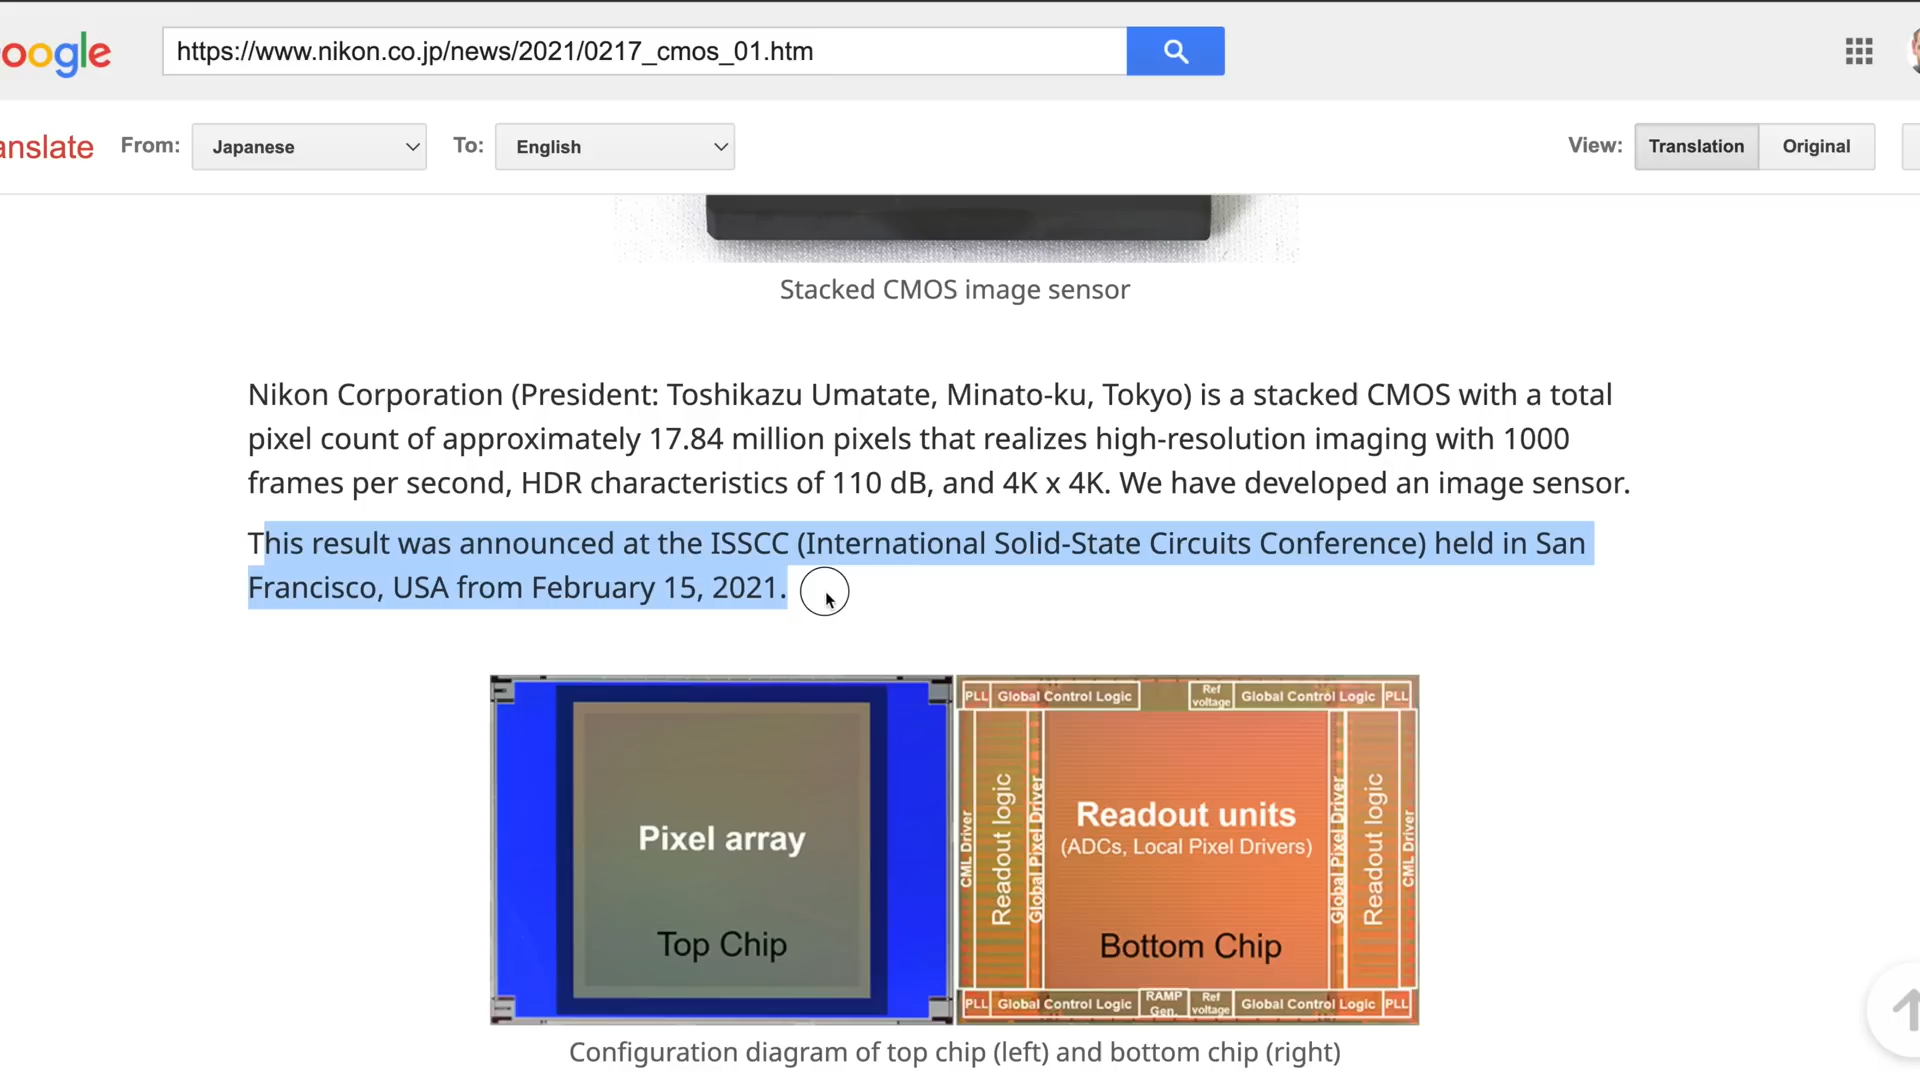 oogle
https://www.nikon.co.jp/news/2021/0217_cmos_01.htm
anslate From: Japanese To: English View: Translation Original
Stacked CMOS image sensor
Nikon Corporation (President: Toshikazu Umatate, Minato-ku, Tokyo) is a stacked CMOS with a total
pixel count of approximately 17.84 million pixels that realizes high-resolution imaging with 1000
frames per second, HDR characteristics of 110 dB, and 4K x 4K. We have developed an image sensor.
This result was announced at the ISSCC (International Solid-State Circuits Conference) held in San
Francisco, USA from February 15, 2021.
Pixel array
Top Chip
PLL Global Control Logic Ref voltage Global Control Logic PLL
CML Driver
Readout logic
Global Pixel Driver
Readout units
(ADCs, Local Pixel Drivers)
Bottom Chip
Global Pixel Driver
Readout logic
CML Driver
PLL Global Control Logic RAMP Gen. Ref voltage Global Control Logic PLL
Configuration diagram of top chip (left) and bottom chip (right)